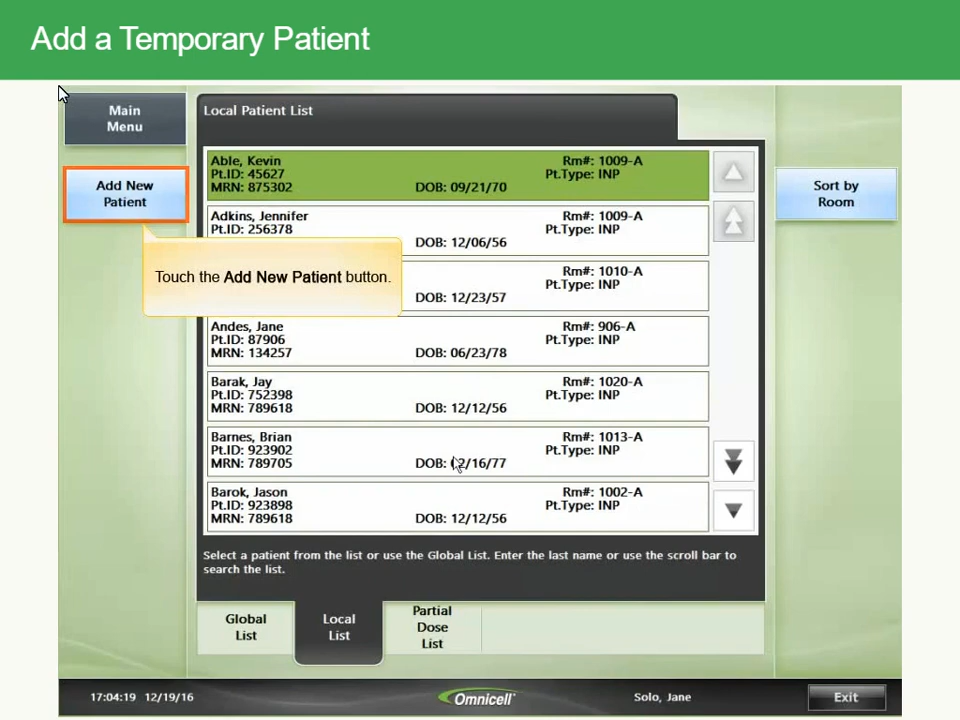 Add a Temporary Patient
Main
Menu
Local Patient List
Add New
Patient
Sort by
Room
Able, Kevin Rm#: 1009-A
Pt.ID: 45627 Pt.Type: INP
MRN: 875302 DOB: 09/21/70
Adkins, Jennifer Rm#: 1009-A
Pt.ID: 256378 Pt.Type: INP
DOB: 12/06/56
Touch the Add New Patient button.
Rm#: 1010-A
Pt.Type: INP
DOB: 12/23/57
Andes, Jane Rm#: 906-A
Pt.ID: 87906 Pt.Type: INP
MRN: 134257 DOB: 06/23/78
Barak, Jay Rm#: 1020-A
Pt.ID: 752398 Pt.Type: INP
MRN: 789618 DOB: 12/12/56
Barnes, Brian Rm#: 1013-A
Pt.ID: 923902 Pt.Type: INP
MRN: 789705 DOB:
Barok, Jason Rm#: 1002-A
Pt.ID: 923898 Pt.Type: INP
MRN: 789618 DOB: 12/12/56
Select a patient from the list or use the Global List. Enter the last name or use the scroll bar to
search the list.
Global
List
Local
List
Partial
Dose
List
17:04:19 12/19/16
Omnicell
Solo, Jane
Exit